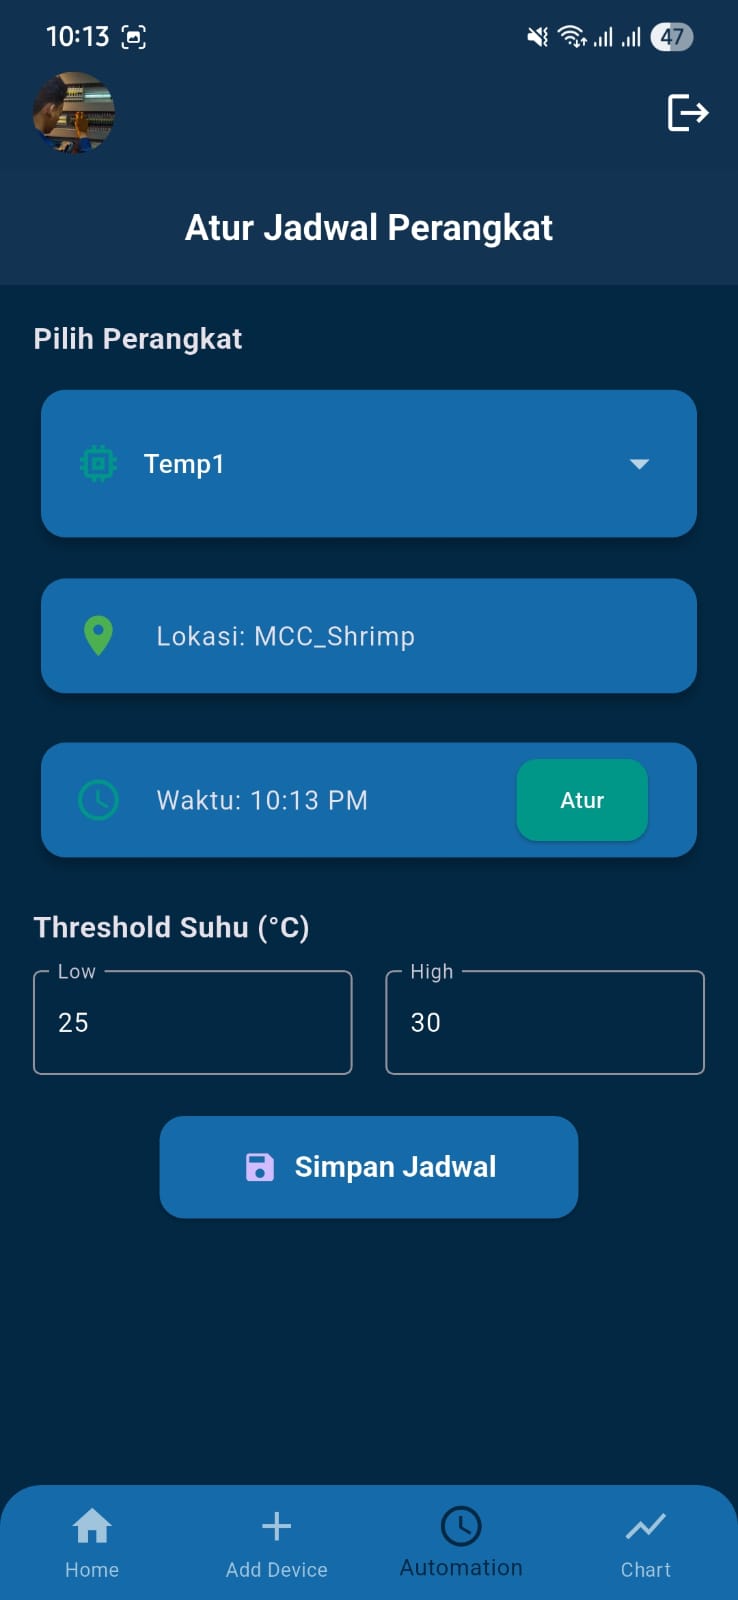 10:13
47
Atur Jadwal Perangkat
Pilih Perangkat
Temp1
Lokasi: MCC_Shrimp
Waktu: 10:13 PM
Atur
Threshold Suhu (°C)
Low
High
25
30
Simpan Jadwal
Home
Add Device
Automation
Chart